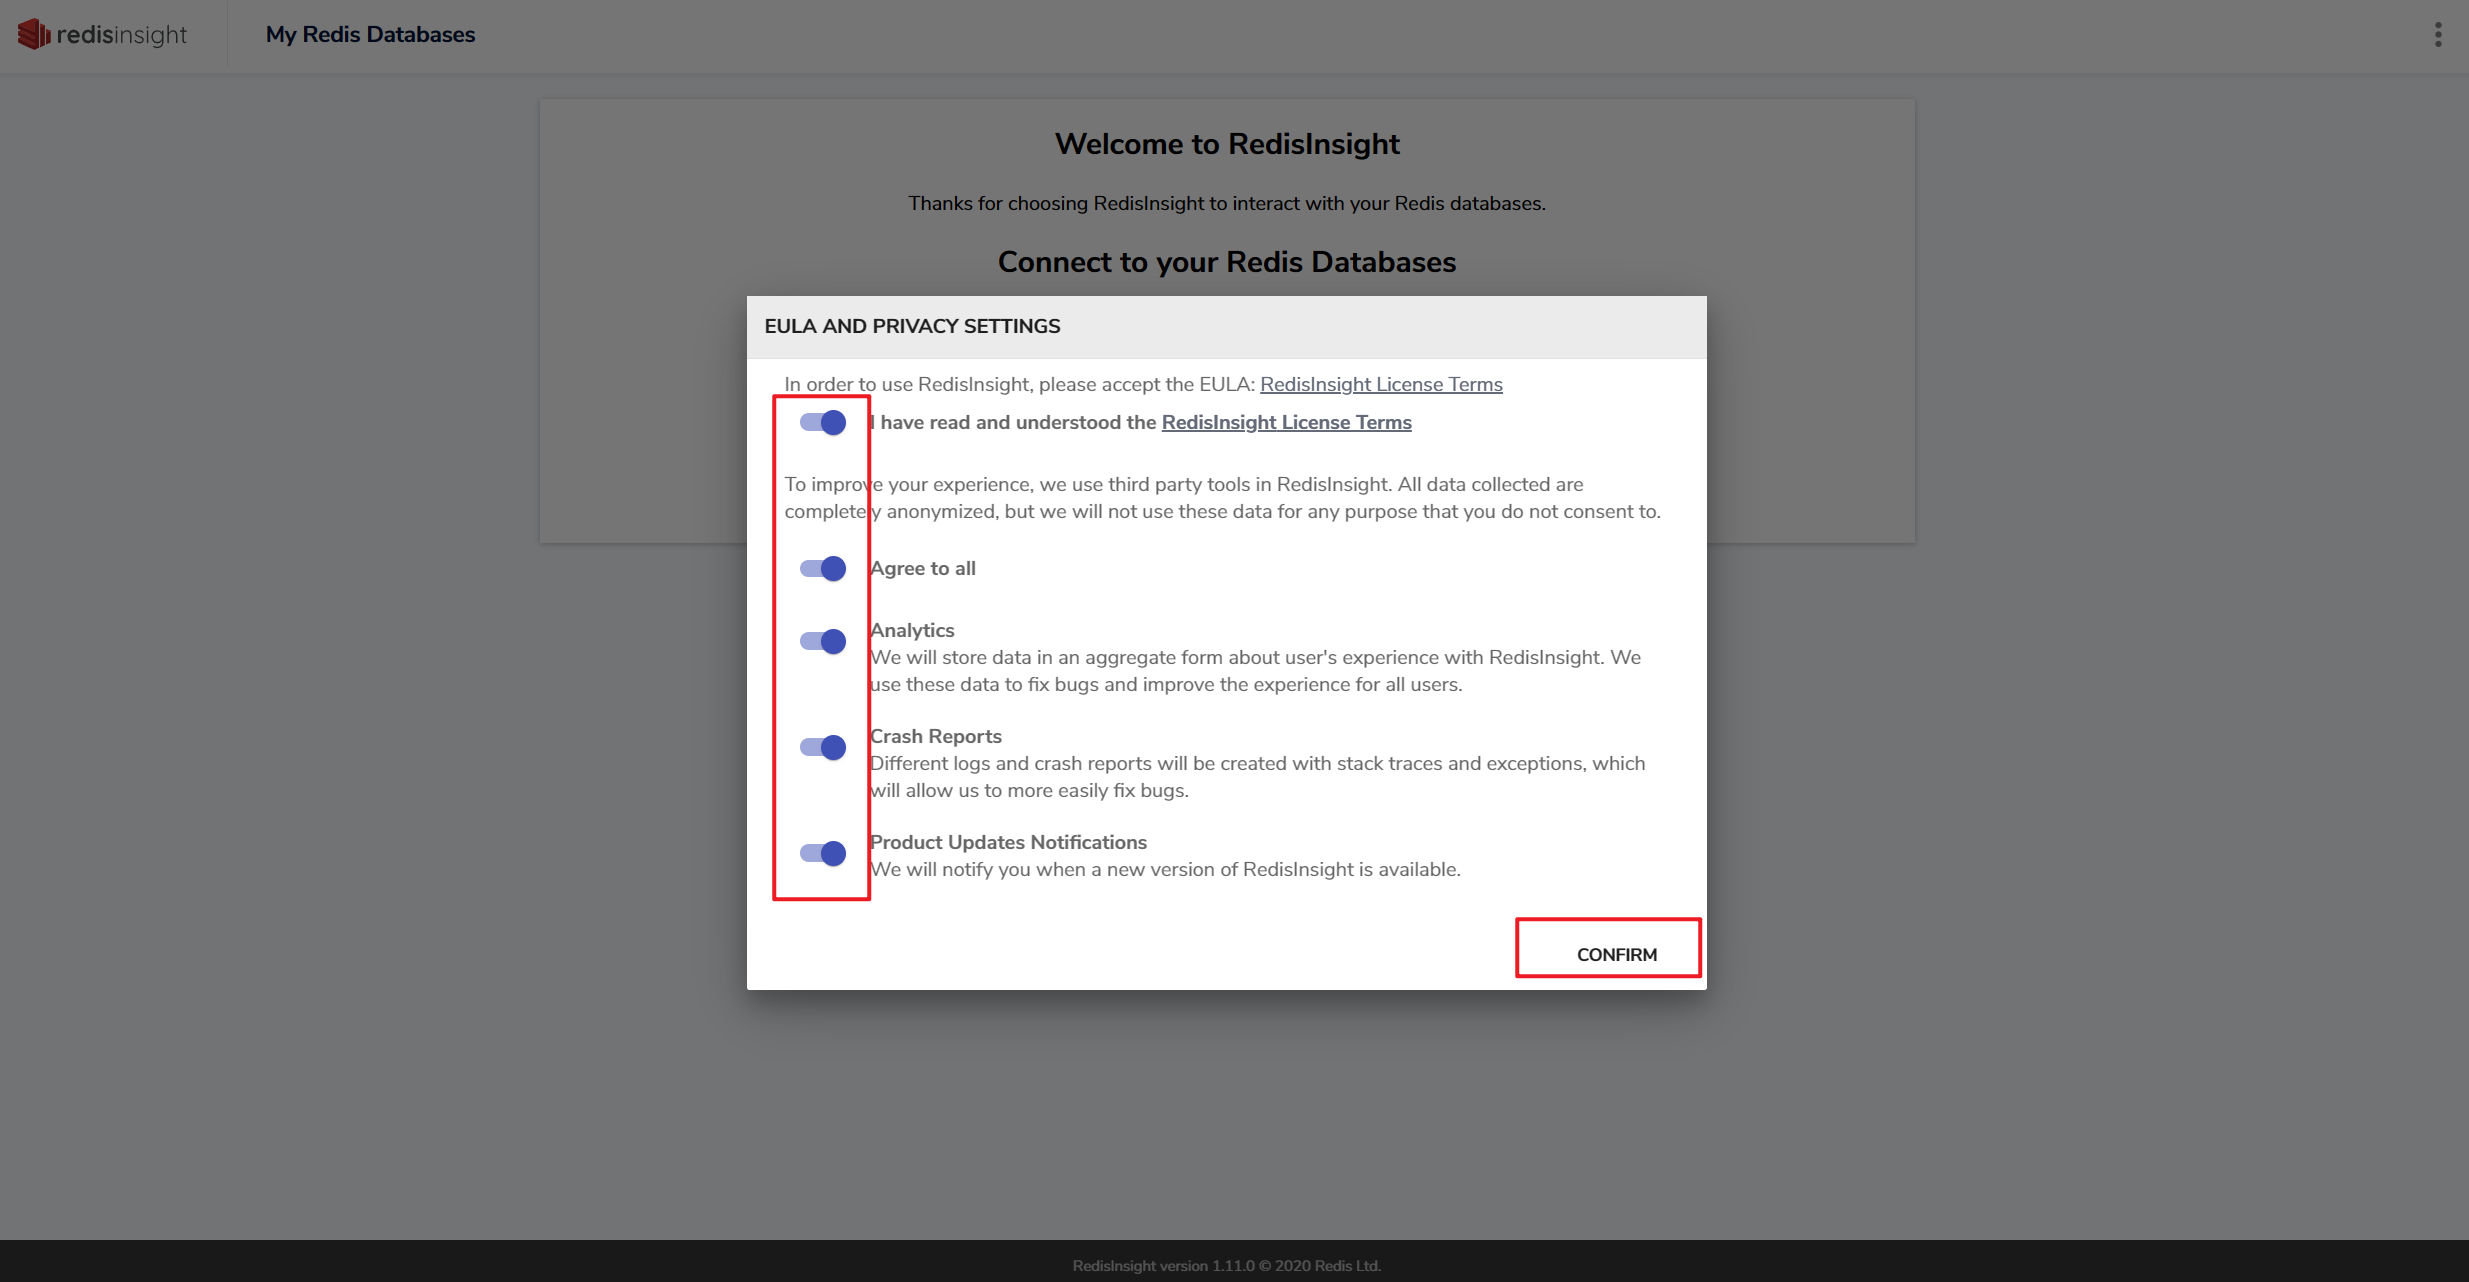 redisinsight
My Redis Databases
Welcome to RedisInsight
Thanks for choosing RedisInsight to interact with your Redis databases.
Connect to your Redis Databases
EULA AND PRIVACY SETTINGS
In order to use RedisInsight, please accept the EULA: RedisInsight License Terms
I have read and understood the RedisInsight License Terms
To improve your experience, we use third party tools in RedisInsight. All data collected are
completely anonymized, but we will not use these data for any purpose that you do not consent to.
Agree to all
Analytics
We will store data in an aggregate form about user's experience with RedisInsight. We
use these data to fix bugs and improve the experience for all users.
Crash Reports
Different logs and crash reports will be created with stack traces and exceptions, which
will allow us to more easily fix bugs.
Product Updates Notifications
We will notify you when a new version of RedisInsight is available.
CONFIRM
RedisInsight version 1.11.0 © 2020 Redis Ltd.